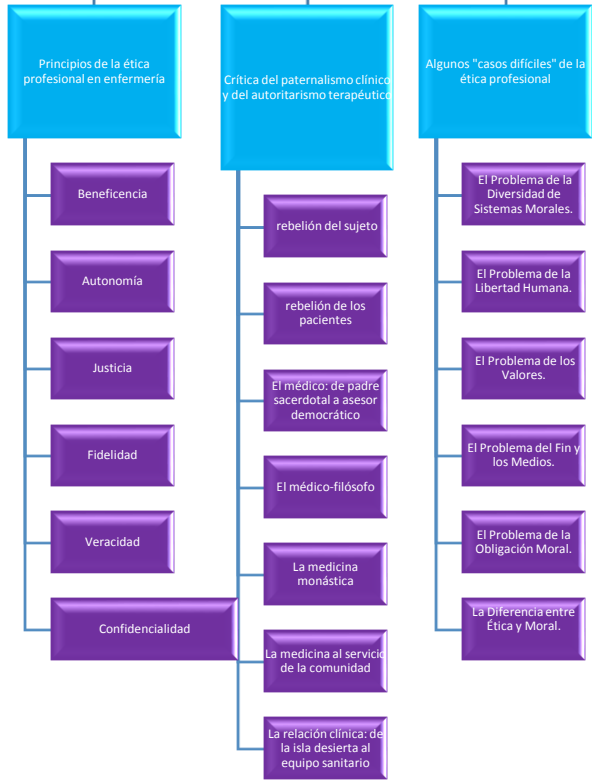 Principios de la ética
profesional en enfermería
Beneficencia
Autonomía
Justicia
Fidelidad
Veracidad
Confidencialidad
Crítica del paternalismo clínico
y del autoritarismo terapéutico
rebelión del sujeto
rebelión de los
pacientes
El médico: de padre
sacerdotal a asesor
democrático
El médico-filósofo
La medicina
monástica
La medicina al servicio
de la comunidad
La relación clínica: de
la isla desierta al
equipo sanitario
Algunos "casos difíciles" de la
ética profesional
El Problema de la
Diversidad de
Sistemas Morales.
El Problema de la
Libertad Humana.
El Problema de los
Valores.
El Problema del Fin y
los Medios.
El Problema de la
Obligación Moral.
La Diferencia entre
Ética y Moral.